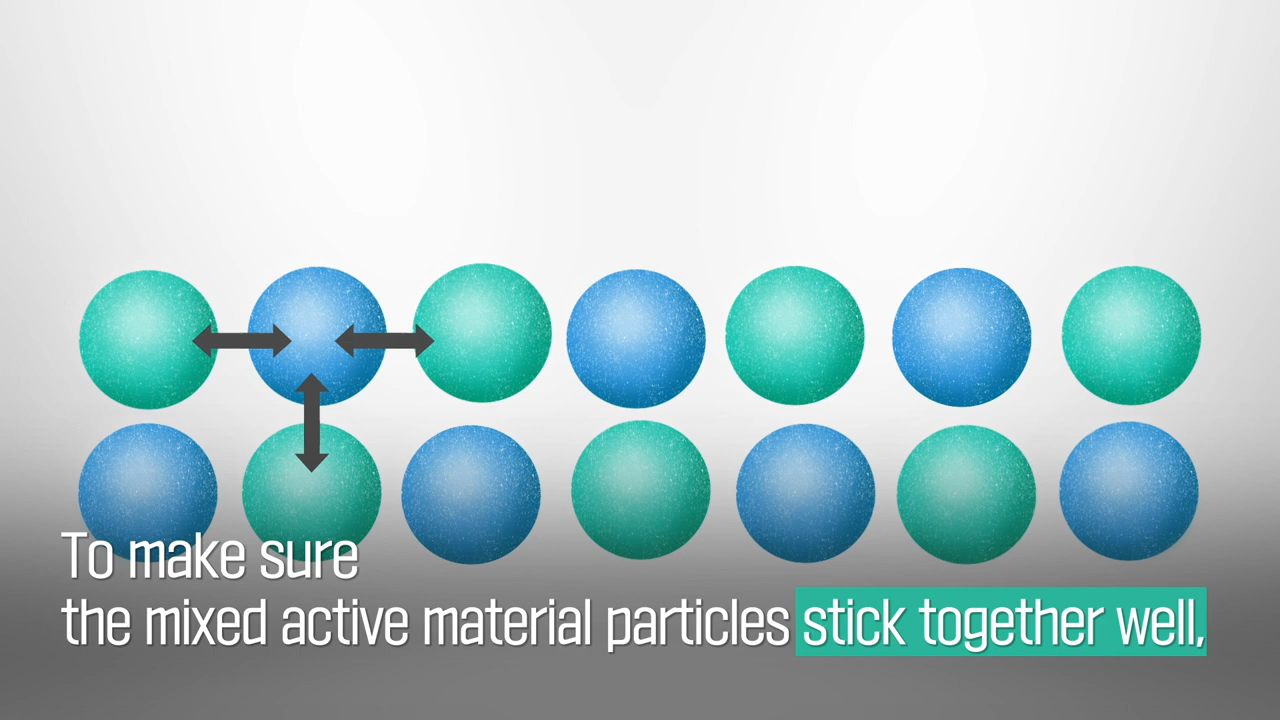 To make sure
the mixed active material particles stick together well,